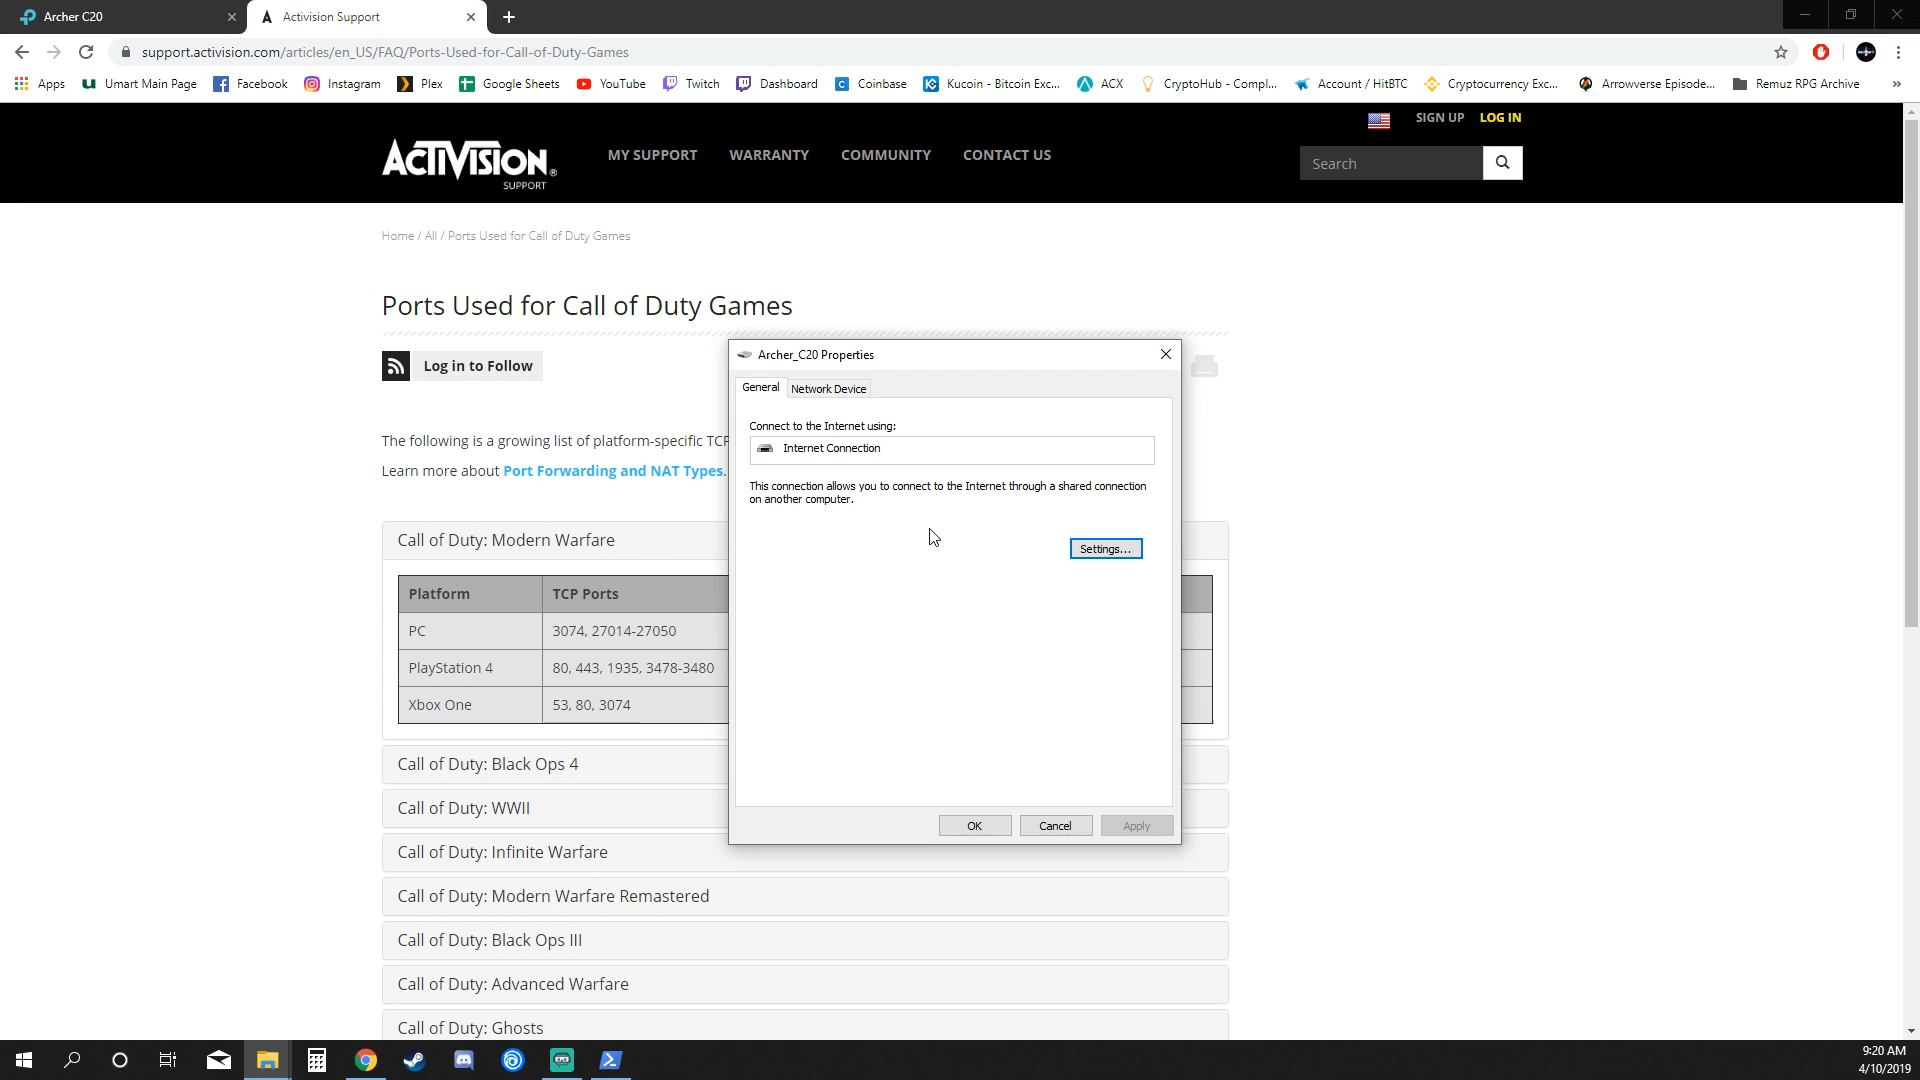 Archer C20
Activision Support
support.activision.com/articles/en_US/FAQ/Ports-Used-for-Call-of-Duty-Games
Apps Umart Main Page Facebook Instagram Plex Google Sheets YouTube Twitch Dashboard Coinbase Kucoin - Bitcoin Exc... ACX CryptoHub - Compl... Account / HitBTC Cryptocurrency Exc... Arrowverse Episode... Remuz RPG Archive »
SIGN UP LOG IN
ACTIVISION®
SUPPORT
MY SUPPORT WARRANTY COMMUNITY CONTACT US
Search
Home / All / Ports Used for Call of Duty Games
Ports Used for Call of Duty Games
Log in to Follow
The following is a growing list of platform-specific TCP
Learn more about Port Forwarding and NAT Types.
Call of Duty: Modern Warfare
Platform TCP Ports
PC 3074, 27014-27050
PlayStation 4 80, 443, 1935, 3478-3480
Xbox One 53, 80, 3074
Call of Duty: Black Ops 4
Call of Duty: WWII
Call of Duty: Infinite Warfare
Call of Duty: Modern Warfare Remastered
Call of Duty: Black Ops III
Call of Duty: Advanced Warfare
Call of Duty: Ghosts
Archer_C20 Properties
General Network Device
Connect to the Internet using:
Internet Connection
This connection allows you to connect to the Internet through a shared connection
on another computer.
Settings...
OK Cancel Apply
9:20 AM
4/10/2019